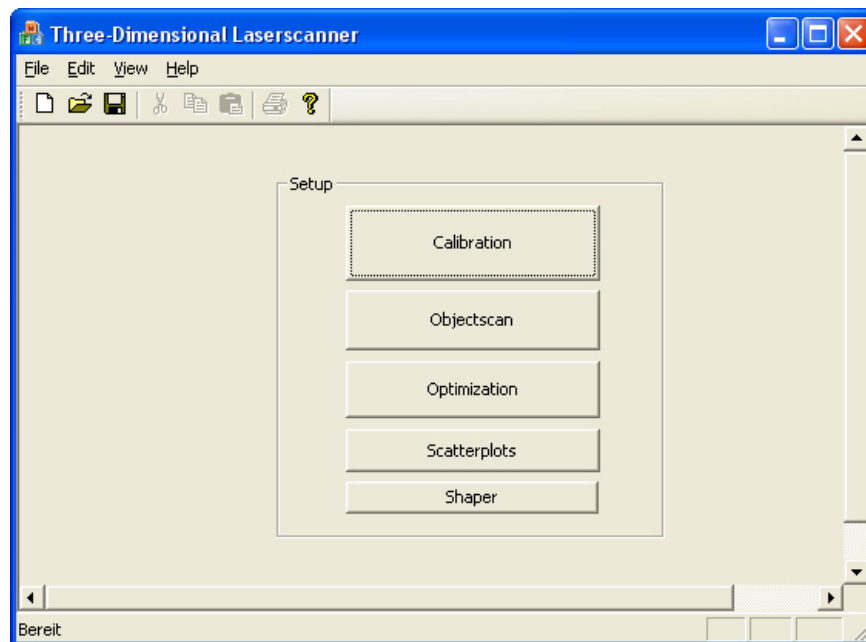 Three-Dimensional Laserscanner
File Edit View Help
Setup
Calibration
Objectscan
Optimization
Scatterplots
Shaper
Bereit